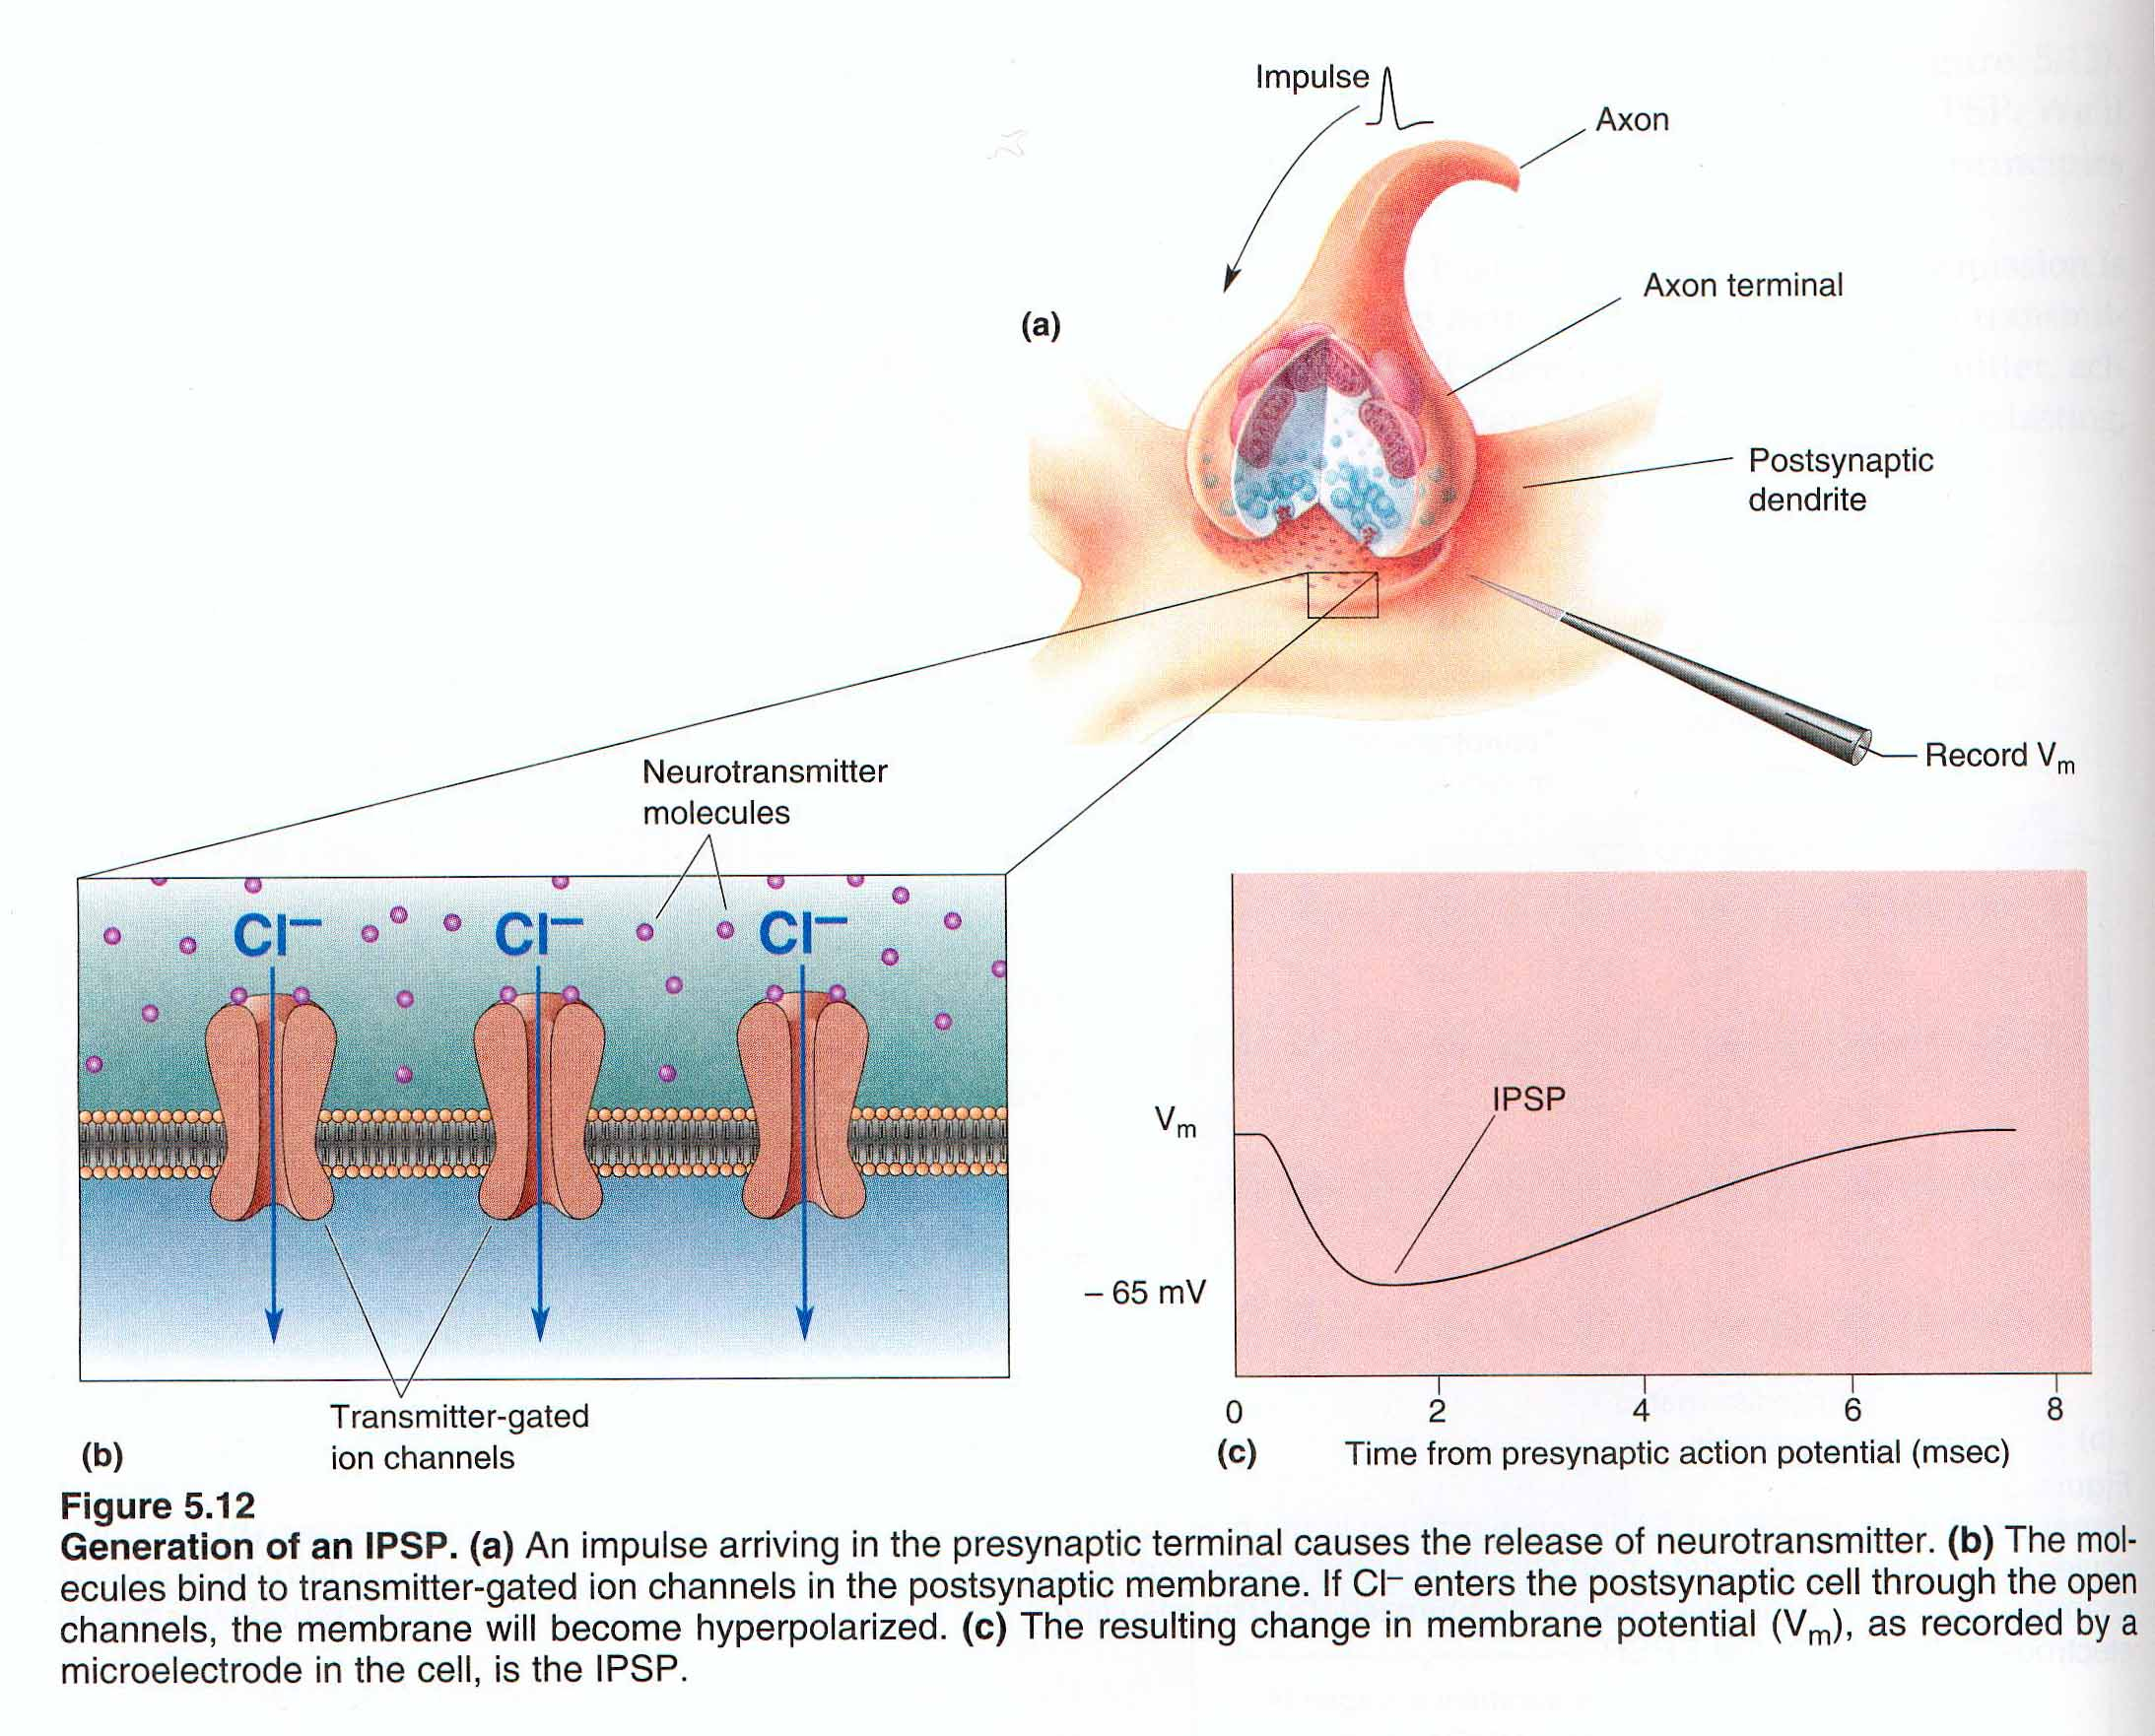 Impulse
Axon
Axon terminal
(a)
Postsynaptic
dendrite
Record Vm
Neurotransmitter
molecules
Cl– Cl– Cl–
Transmitter-gated
ion channels
(b)
IPSP
Vm
– 65 mV
0 2 4 6 8
(c) Time from presynaptic action potential (msec)
Figure 5.12
Generation of an IPSP. (a) An impulse arriving in the presynaptic terminal causes the release of neurotransmitter. (b) The mol-
ecules bind to transmitter-gated ion channels in the postsynaptic membrane. If Cl– enters the postsynaptic cell through the open
channels, the membrane will become hyperpolarized. (c) The resulting change in membrane potential (Vm), as recorded by a
microelectrode in the cell, is the IPSP.